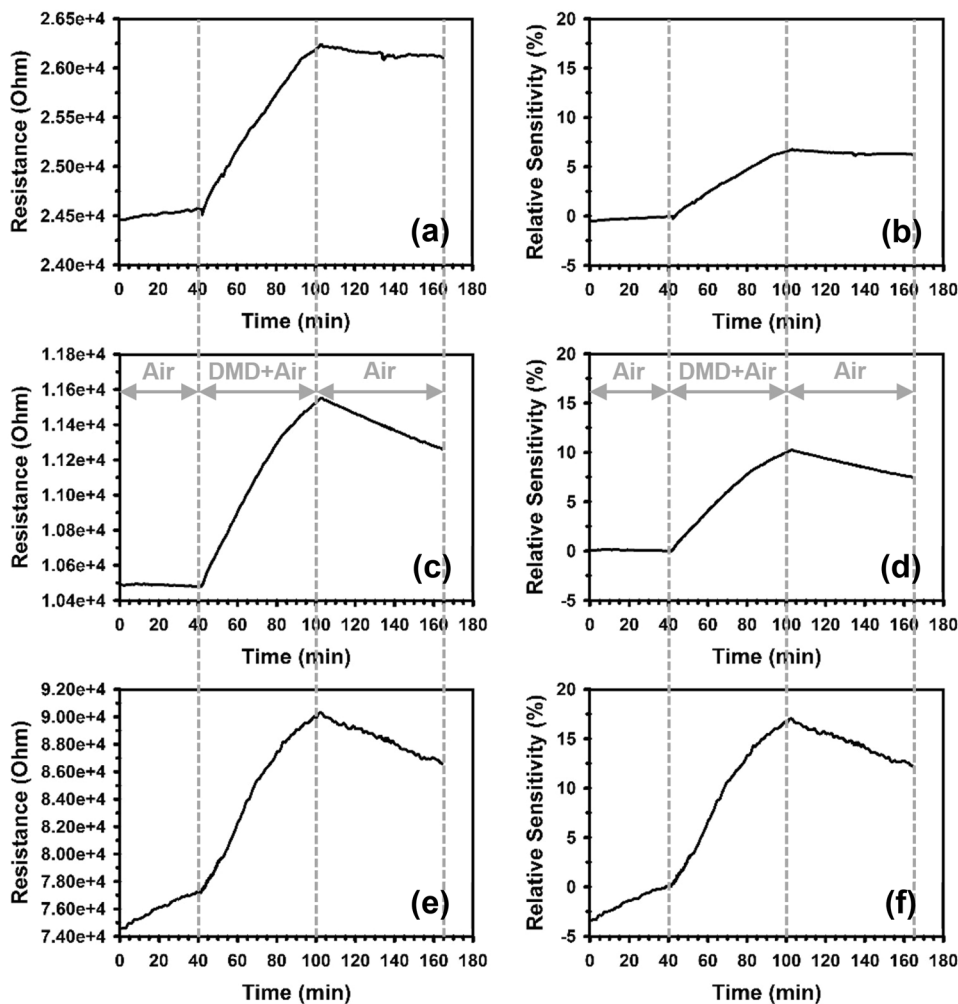 Resistance (Ohm)
2.65e+4
2.60e+4
2.55e+4
2.50e+4
2.45e+4
2.40e+4
0 20 40 60 80 100 120 140 160 180
Time (min)
(a)
Relative Sensitivity (%)
20
15
10
5
0
-5
0 20 40 60 80 100 120 140 160 180
Time (min)
(b)
Resistance (Ohm)
1.18e+4
1.16e+4
1.14e+4
1.12e+4
1.10e+4
1.08e+4
1.06e+4
1.04e+4
Air DMD+Air Air
0 20 40 60 80 100 120 140 160 180
Time (min)
(c)
Relative Sensitivity (%)
20
15
10
5
0
-5
Air DMD+Air Air
0 20 40 60 80 100 120 140 160 180
Time (min)
(d)
Resistance (Ohm)
9.20e+4
9.00e+4
8.80e+4
8.60e+4
8.40e+4
8.20e+4
8.00e+4
7.80e+4
7.60e+4
7.40e+4
0 20 40 60 80 100 120 140 160 180
Time (min)
(e)
Relative Sensitivity (%)
20
15
10
5
0
-5
0 20 40 60 80 100 120 140 160 180
Time (min)
(f)